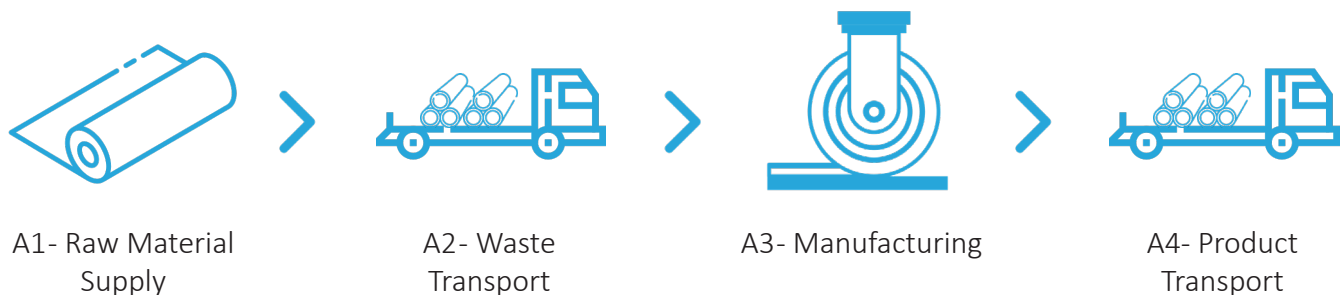 A1- Raw Material
Supply
A2- Waste
Transport
A3- Manufacturing
A4- Product
Transport